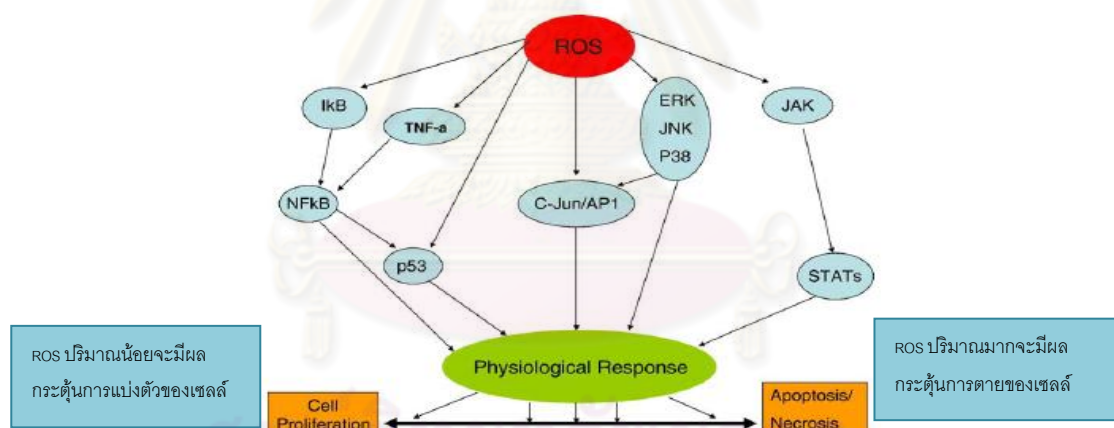 ROS
IkB
TNF-a
ERK
JNK
P38
JAK
NFkB
C-Jun/AP1
p53
STATs
ROS ปริมาณน้อยจะมีผล
กระตุ้นการแบ่งตัวของเซลล์
Physiological Response
ROS ปริมาณมากจะมีผล
กระตุ้นการตายของเซลล์
Cell
Proliferation
Apoptosis/
Necrosis